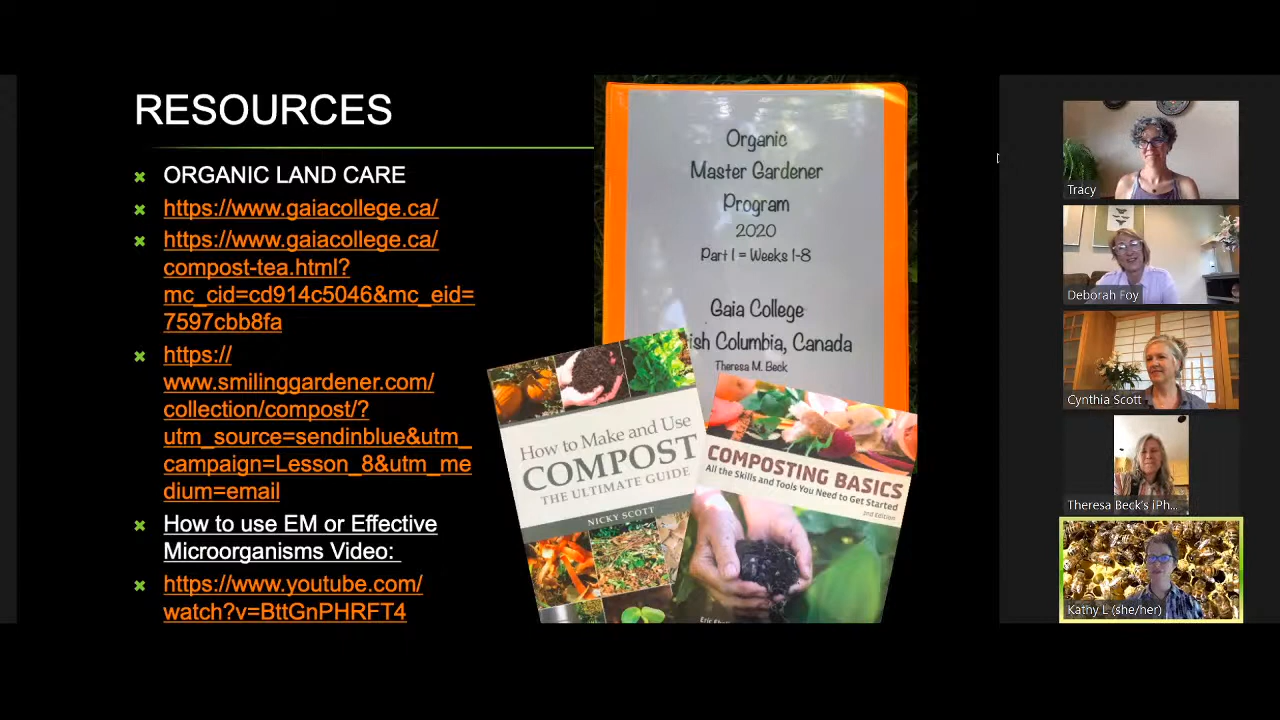 RESOURCES
ORGANIC LAND CARE
https://www.gaiacollege.ca/
https://www.gaiacollege.ca/
compost-tea.html?
mc_cid=cd914c5046&mc_eid=
7597cbb8fa
https://
www.smilinggardener.com/
collection/compost/?
utm_source=sendinblue&utm_
campaign=Lesson_8&utm_me
dium=email
How to use EM or Effective
Microorganisms Video:
https://www.youtube.com/
watch?v=BttGnPHRFT4
Organic
Master Gardener
Program
2020
Part 1 = Weeks 1-8
Gaia College
ish Columbia, Canada
Theresa M. Beck
How to Make and Use
COMPOST
THE ULTIMATE GUIDE
NICKY SCOTT
COMPOSTING BASICS
All the Skills and Tools You Need to Get Started
2nd Edition
Tracy
Deborah Foy
Cynthia Scott
Theresa Beck's iPh...
Kathy L (she/her)